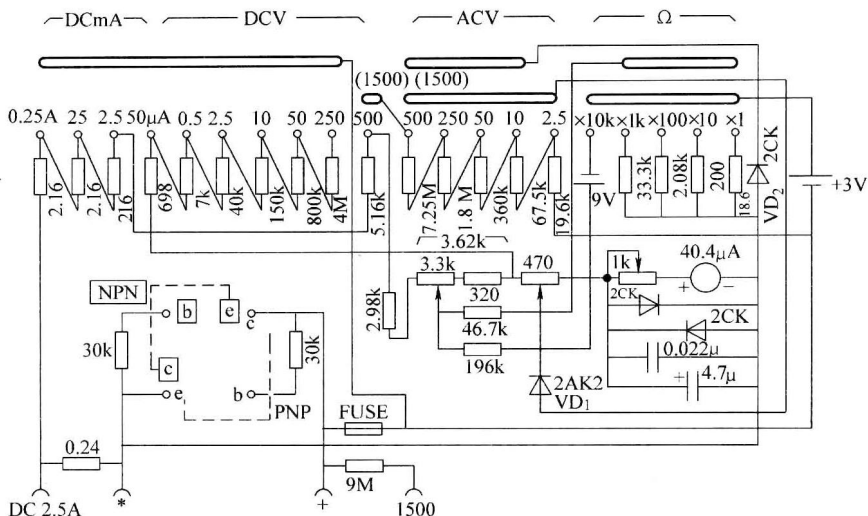 DCmA DCV ACV Ω
(1500) (1500)
0.25A 25 2.5 50μA 0.5 2.5 10 50 250 500 500 250 50 10 2.5 ×10k ×1k ×100 ×10 ×1
2.16 2.16 216 698 7k 40k 150k 800k 4M 5.16k 7.25M 1.8M 360k 67.5k 19.6k 9V 33.3k 2.08k 200 18.6 2CK VD2 +3V
3.62k
3.3k 320 470 1k 40.4μA
+ −
2CK
2.98k 46.7k 2CK
196k 0.022μ
+ 4.7μ
2AK2
VD1
NPN b e c
30k 30k
c
e b PNP FUSE
0.24 9M
DC 2.5A * + 1500